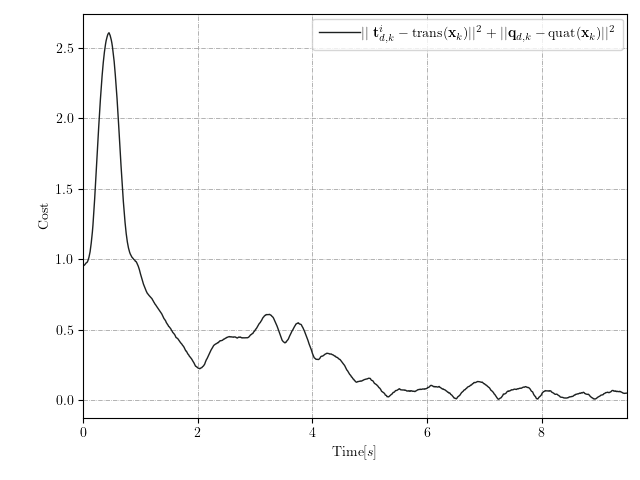 || t^i_{d,k} − trans(x_k)||^2 + ||q_{d,k} − quat(x_k)||^2
2.5
2.0
1.5
1.0
0.5
0.0
Cost
0 2 4 6 8
Time[s]